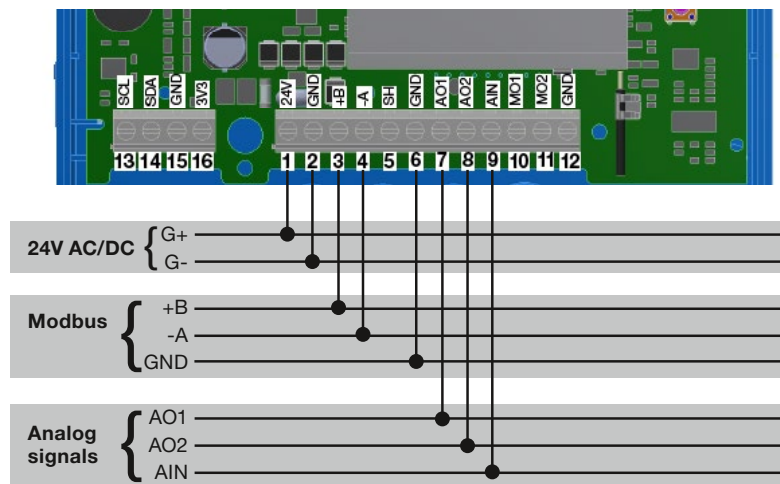 SCL SDA GND 3V3 24V GND +B -A SH GND AO1 AO2 AIN MO1 MO2 GND
13 14 15 16 1 2 3 4 5 6 7 8 9 10 11 12
24V AC/DC { G+
G-
Modbus { +B
-A
GND
Analog signals { AO1
AO2
AIN